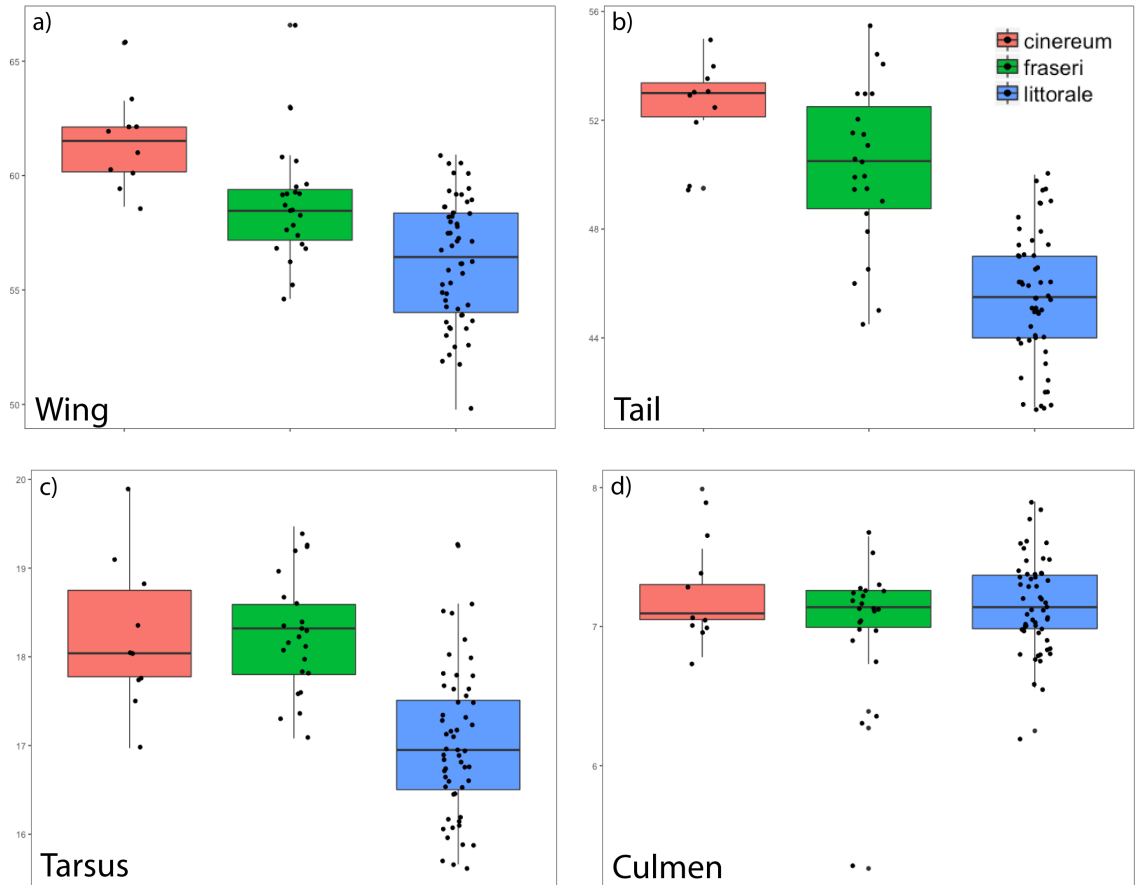 a)
65
60
55
50
Wing
b)
56
52
48
44
cinereum
fraseri
littorale
Tail
c)
20
19
18
17
16
Tarsus
d)
8
7
6
Culmen